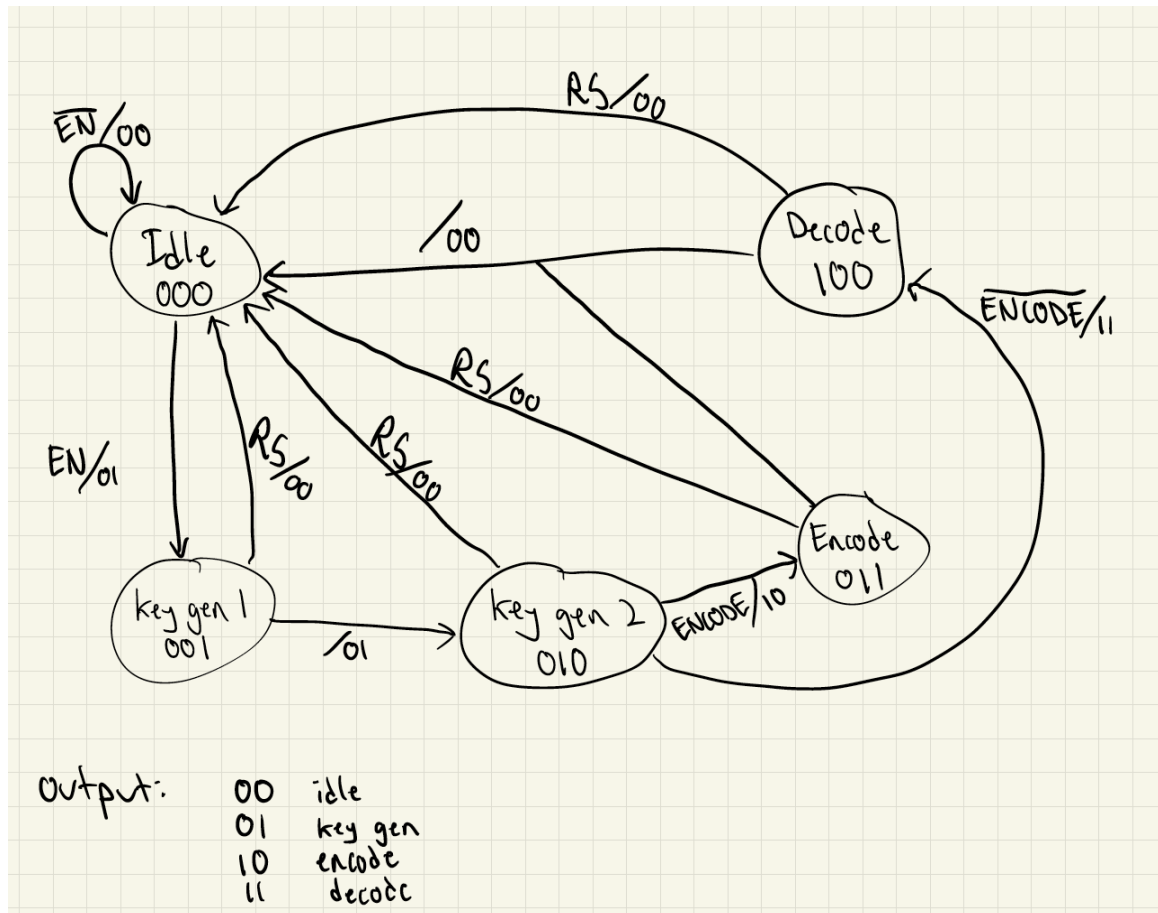 RS/00
EN̅/00
/00
Idle
000
Decode
100
ENCODE̅/11
RS/00
RS/00
RS/00
EN/01
Encode
011
key gen 1
001
/01
key gen 2
010
ENCODE/10
Output: 00 idle
01 key gen
10 encode
11 decode